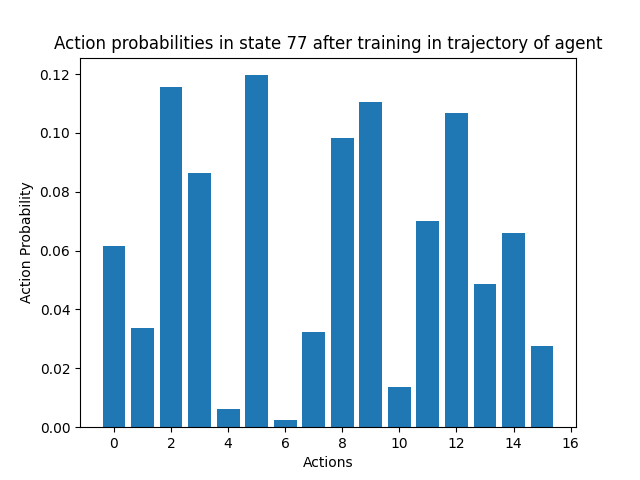 Action probabilities in state 77 after training in trajectory of agent
0.12
0.10
0.08
0.06
0.04
0.02
0.00
Action Probability
0 2 4 6 8 10 12 14 16
Actions